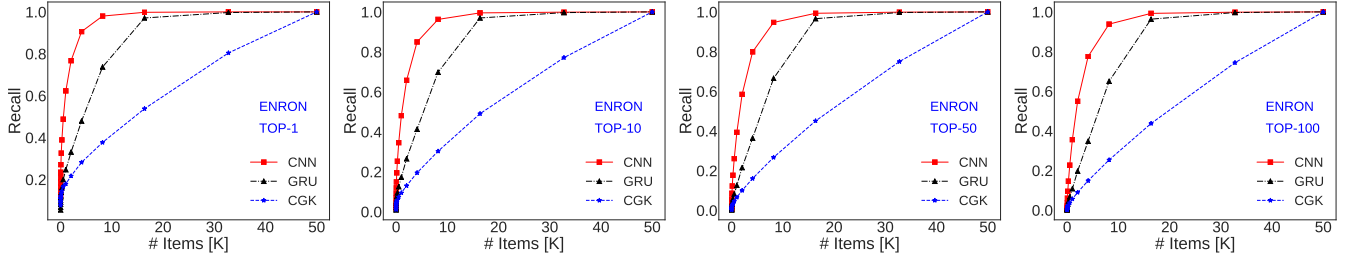 Recall
1.0
0.8
0.6
0.4
0.2
ENRON
TOP-1
CNN
GRU
CGK
0 10 20 30 40 50
# Items [K]
Recall
1.0
0.8
0.6
0.4
0.2
0.0
ENRON
TOP-10
CNN
GRU
CGK
0 10 20 30 40 50
# Items [K]
Recall
1.0
0.8
0.6
0.4
0.2
0.0
ENRON
TOP-50
CNN
GRU
CGK
0 10 20 30 40 50
# Items [K]
Recall
1.0
0.8
0.6
0.4
0.2
0.0
ENRON
TOP-100
CNN
GRU
CGK
0 10 20 30 40 50
# Items [K]